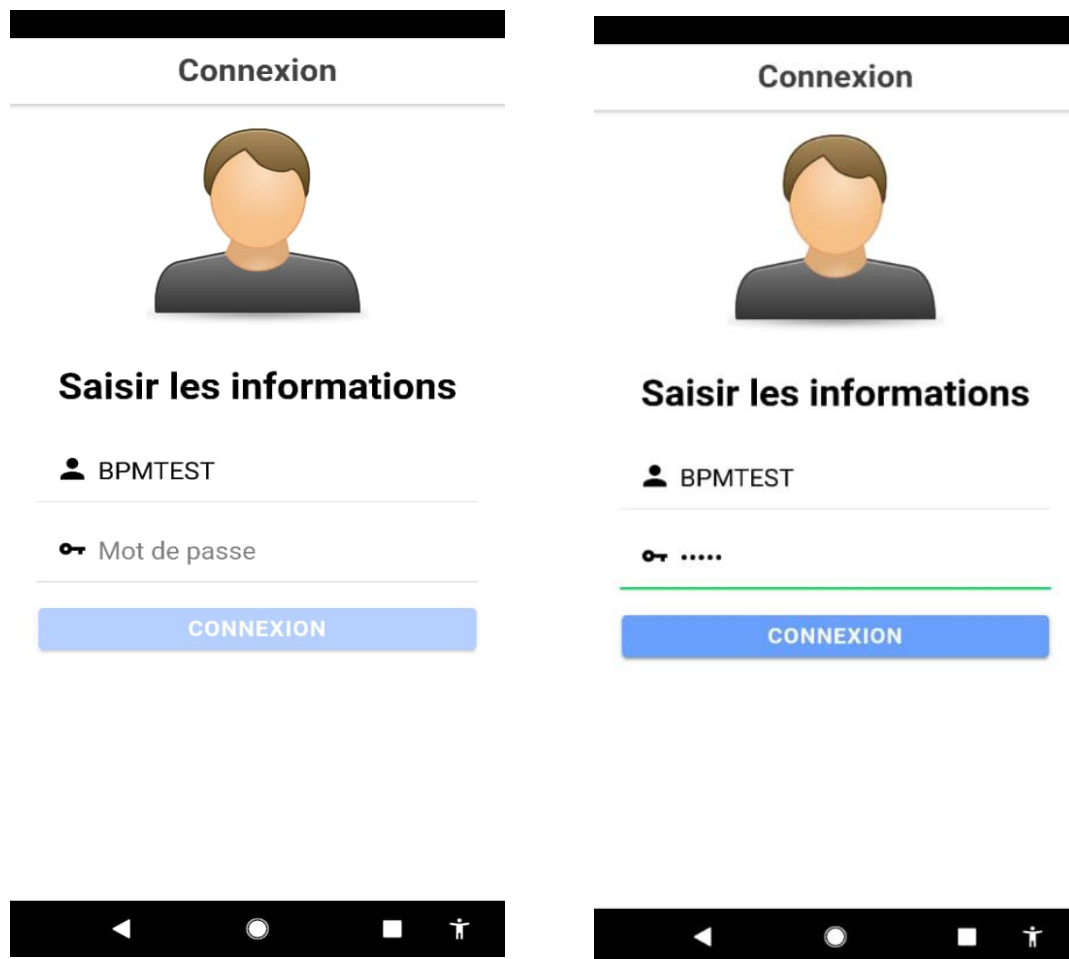 Connexion
Saisir les informations
BPMTEST
Mot de passe
CONNEXION
Connexion
Saisir les informations
BPMTEST
•••••
CONNEXION